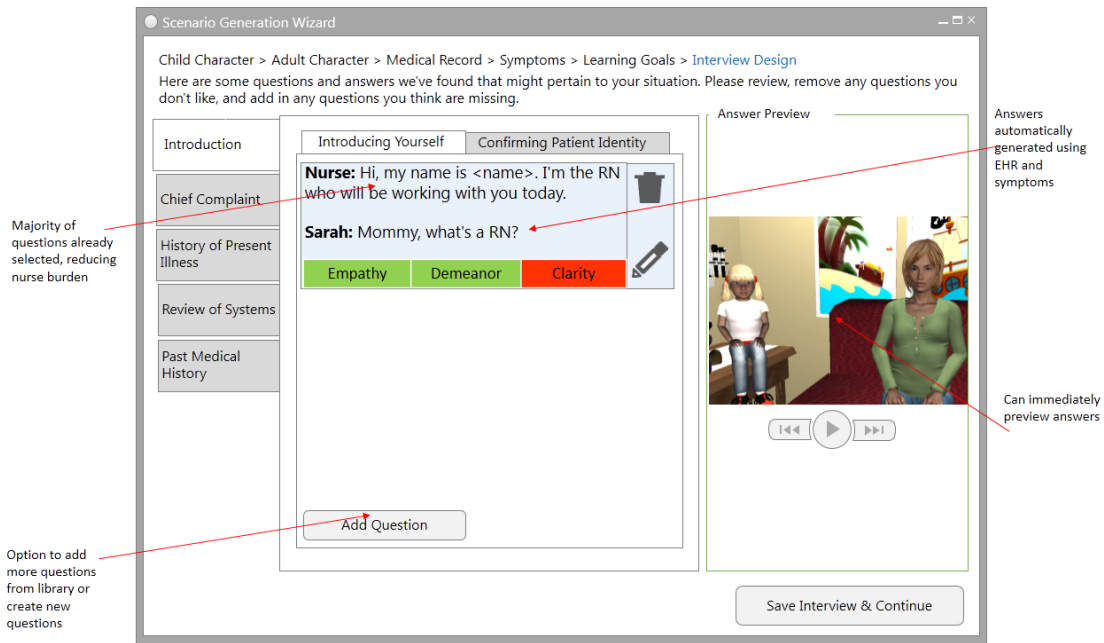 Scenario Generation Wizard
Child Character > Adult Character > Medical Record > Symptoms > Learning Goals > Interview Design
Here are some questions and answers we've found that might pertain to your situation. Please review, remove any questions you
don't like, and add in any questions you think are missing.
Introduction
Chief Complaint
History of Present
Illness
Review of Systems
Past Medical
History
Introducing Yourself
Confirming Patient Identity
Nurse: Hi, my name is <name>. I'm the RN
who will be working with you today.
Sarah: Mommy, what's a RN?
Empathy
Demeanor
Clarity
Add Question
Answer Preview
Save Interview & Continue
Majority of
questions already
selected, reducing
nurse burden
Option to add
more questions
from library or
create new
questions
Answers
automatically
generated using
EHR and
symptoms
Can immediately
preview answers